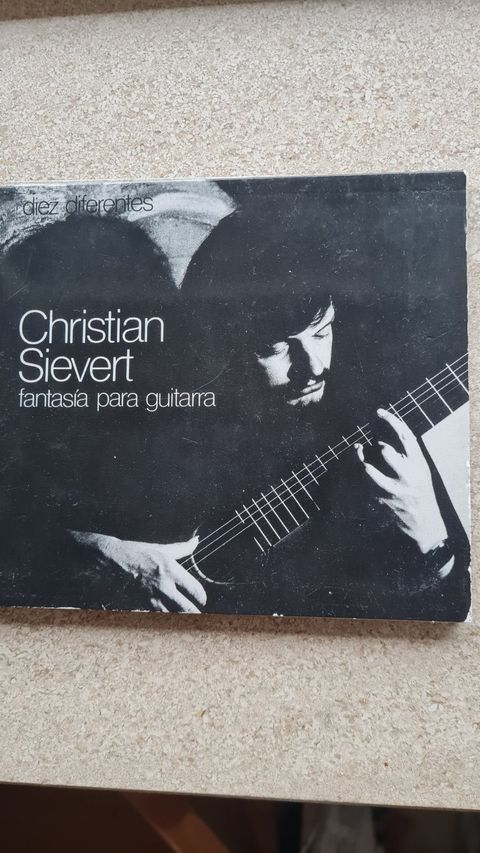 diez diferentes
Christian
Sievert
fantasía para guitarra